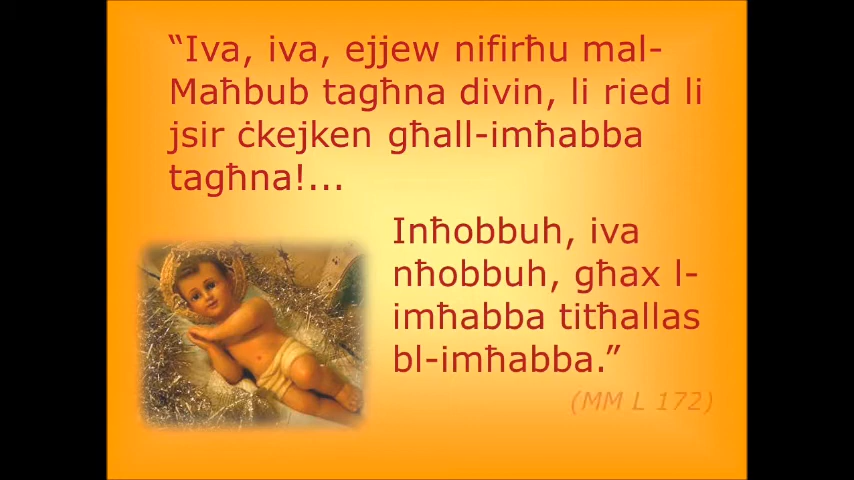 “Iva, iva, ejjew nifirħu mal-
Maħbub tagħna divin, li ried li
jsir ċkejken għall-imħabba
tagħna!...
Inħobbuh, iva
nħobbuh, għax l-
imħabba titħallas
bl-imħabba.”
(MM L 172)